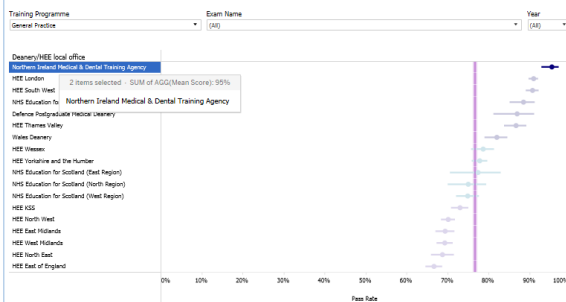 Training Programme Exam Name Year
General Practice (All) (All)
Deanery/HEE local office
Northern Ireland Medical & Dental Training Agency
HEE London
2 items selected · SUM of AGG(Mean Score): 95%
HEE South West
NHS Education fo
Northern Ireland Medical & Dental Training Agency
Defence Postgraduate Medical Deanery
HEE Thames Valley
Wales Deanery
HEE Wessex
HEE Yorkshire and the Humber
NHS Education for Scotland (East Region)
NHS Education for Scotland (North Region)
NHS Education for Scotland (West Region)
HEE KSS
HEE North West
HEE East Midlands
HEE West Midlands
HEE North East
HEE East of England
0% 10% 20% 30% 40% 50% 60% 70% 80% 90% 100%
Pass Rate